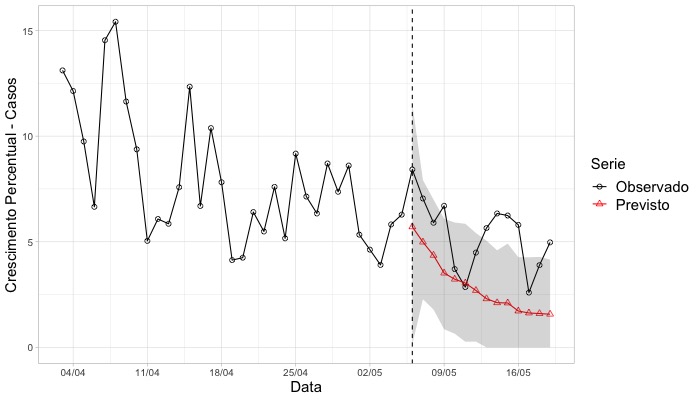 Crescimento Percentual - Casos
15
10
5
0
04/04
11/04
18/04
25/04
02/05
09/05
16/05
Data
Serie
Observado
Previsto